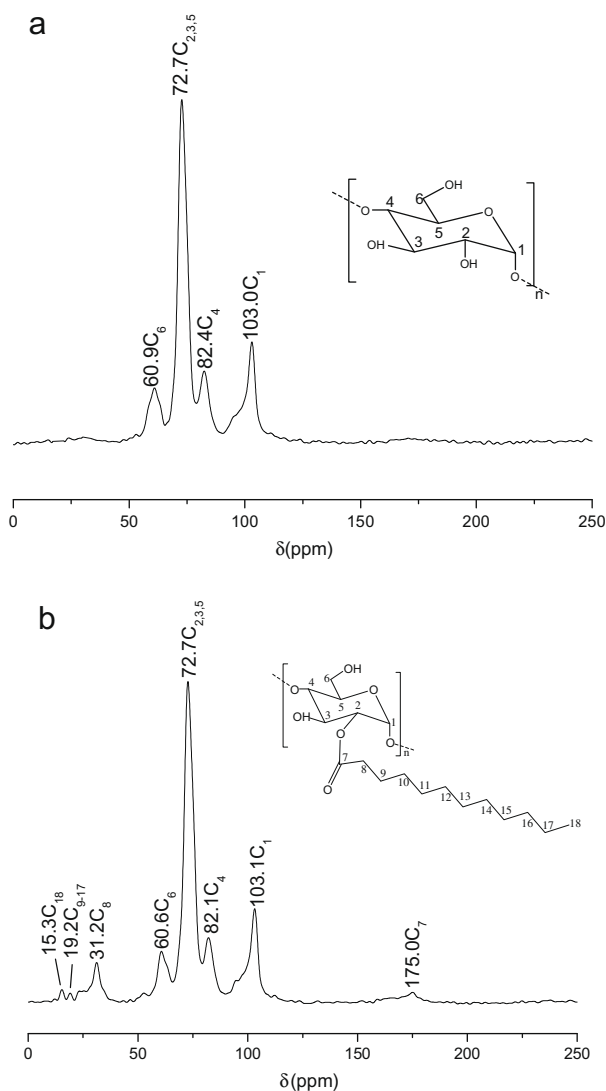 a
72.7C2,3,5
60.9C6
82.4C4
103.0C1
6
OH
4
O
5
O
OH
3
2
OH
1
O
n
0 50 100 150 200 250
δ(ppm)
b
72.7C2,3,5
15.3C18
19.2C9-17
31.2C8
60.6C6
82.1C4
103.1C1
175.0C7
6
OH
4
O
5
O
OH
3
2
1
O
O
n
7
O
8
9
10
11
12
13
14
15
16
17
18
0 50 100 150 200 250
δ(ppm)